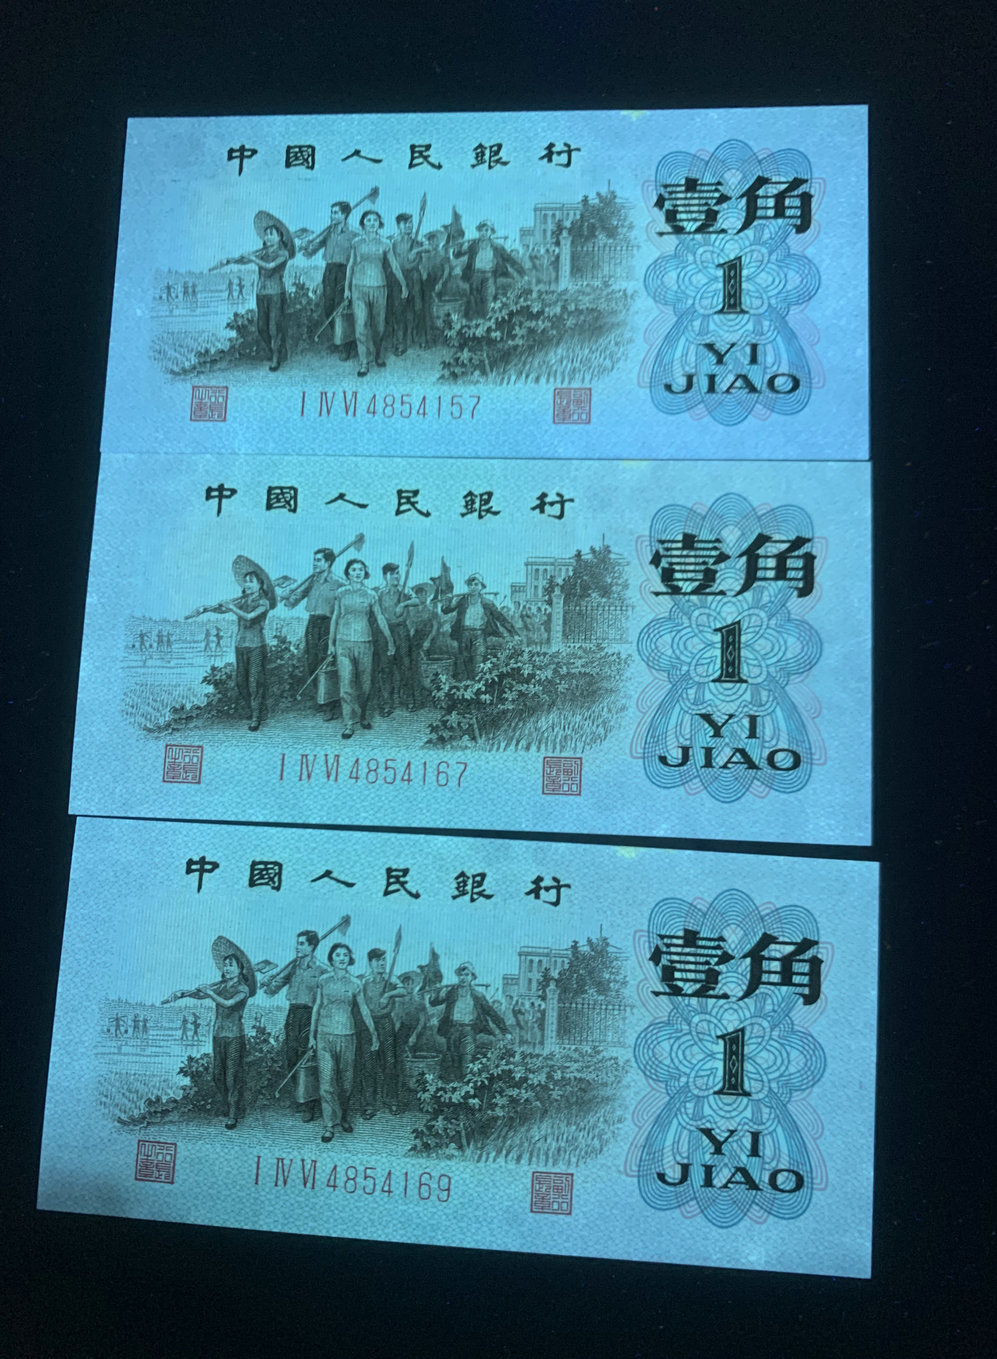 中國人民銀行
壹角
1
YI
JIAO
Ⅰ Ⅳ Ⅵ 4854157
中國人民銀行
壹角
1
YI
JIAO
Ⅰ Ⅳ Ⅵ 4854167
中國人民銀行
壹角
1
YI
JIAO
Ⅰ Ⅳ Ⅵ 4854169